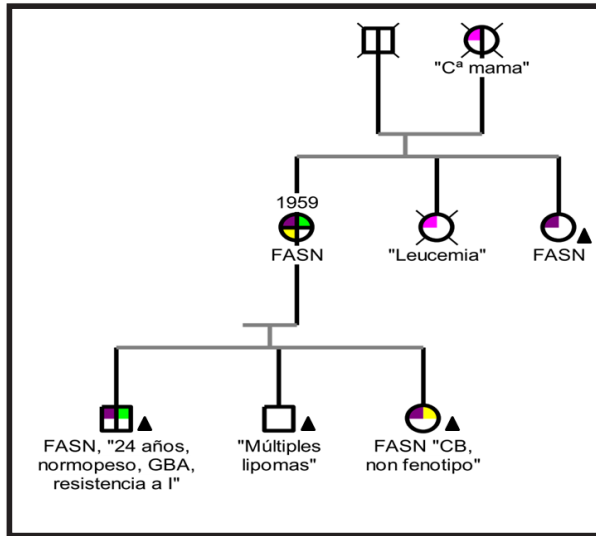 "Cª mama"
1959
FASN
"Leucemia"
FASN
FASN, "24 años,
normopeso, GBA,
resistencia a I"
"Múltiples
lipomas"
FASN "CB,
non fenotipo"